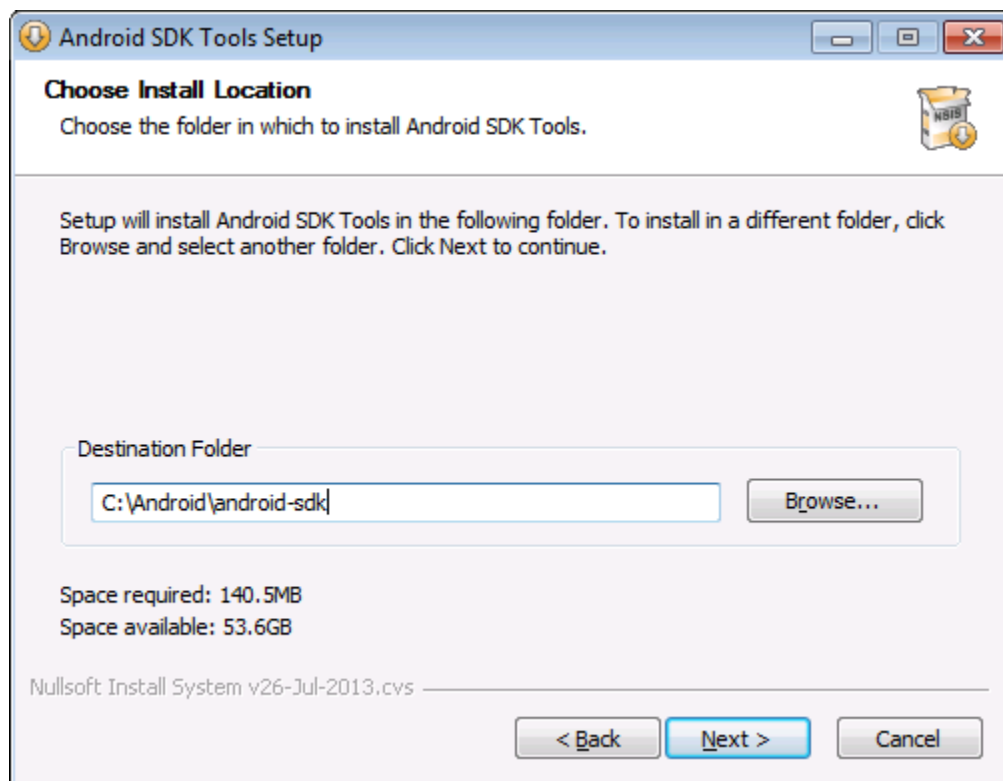 Android SDK Tools Setup
Choose Install Location
Choose the folder in which to install Android SDK Tools.
NSIS
Setup will install Android SDK Tools in the following folder. To install in a different folder, click
Browse and select another folder. Click Next to continue.
Destination Folder
C:\Android\android-sdk
Browse...
Space required: 140.5MB
Space available: 53.6GB
Nullsoft Install System v26-Jul-2013.cvs
< Back
Next >
Cancel